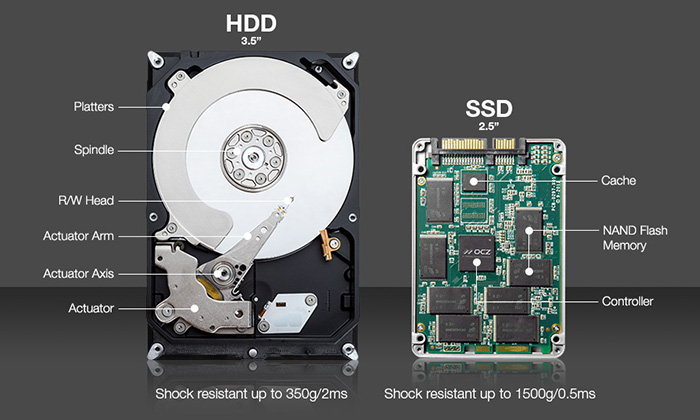 HDD
3.5"
Platters
Spindle
R/W Head
Actuator Arm
Actuator Axis
Actuator
Shock resistant up to 350g/2ms
SSD
2.5"
Cache
NAND Flash
Memory
Controller
OCZ
Shock resistant up to 1500g/0.5ms